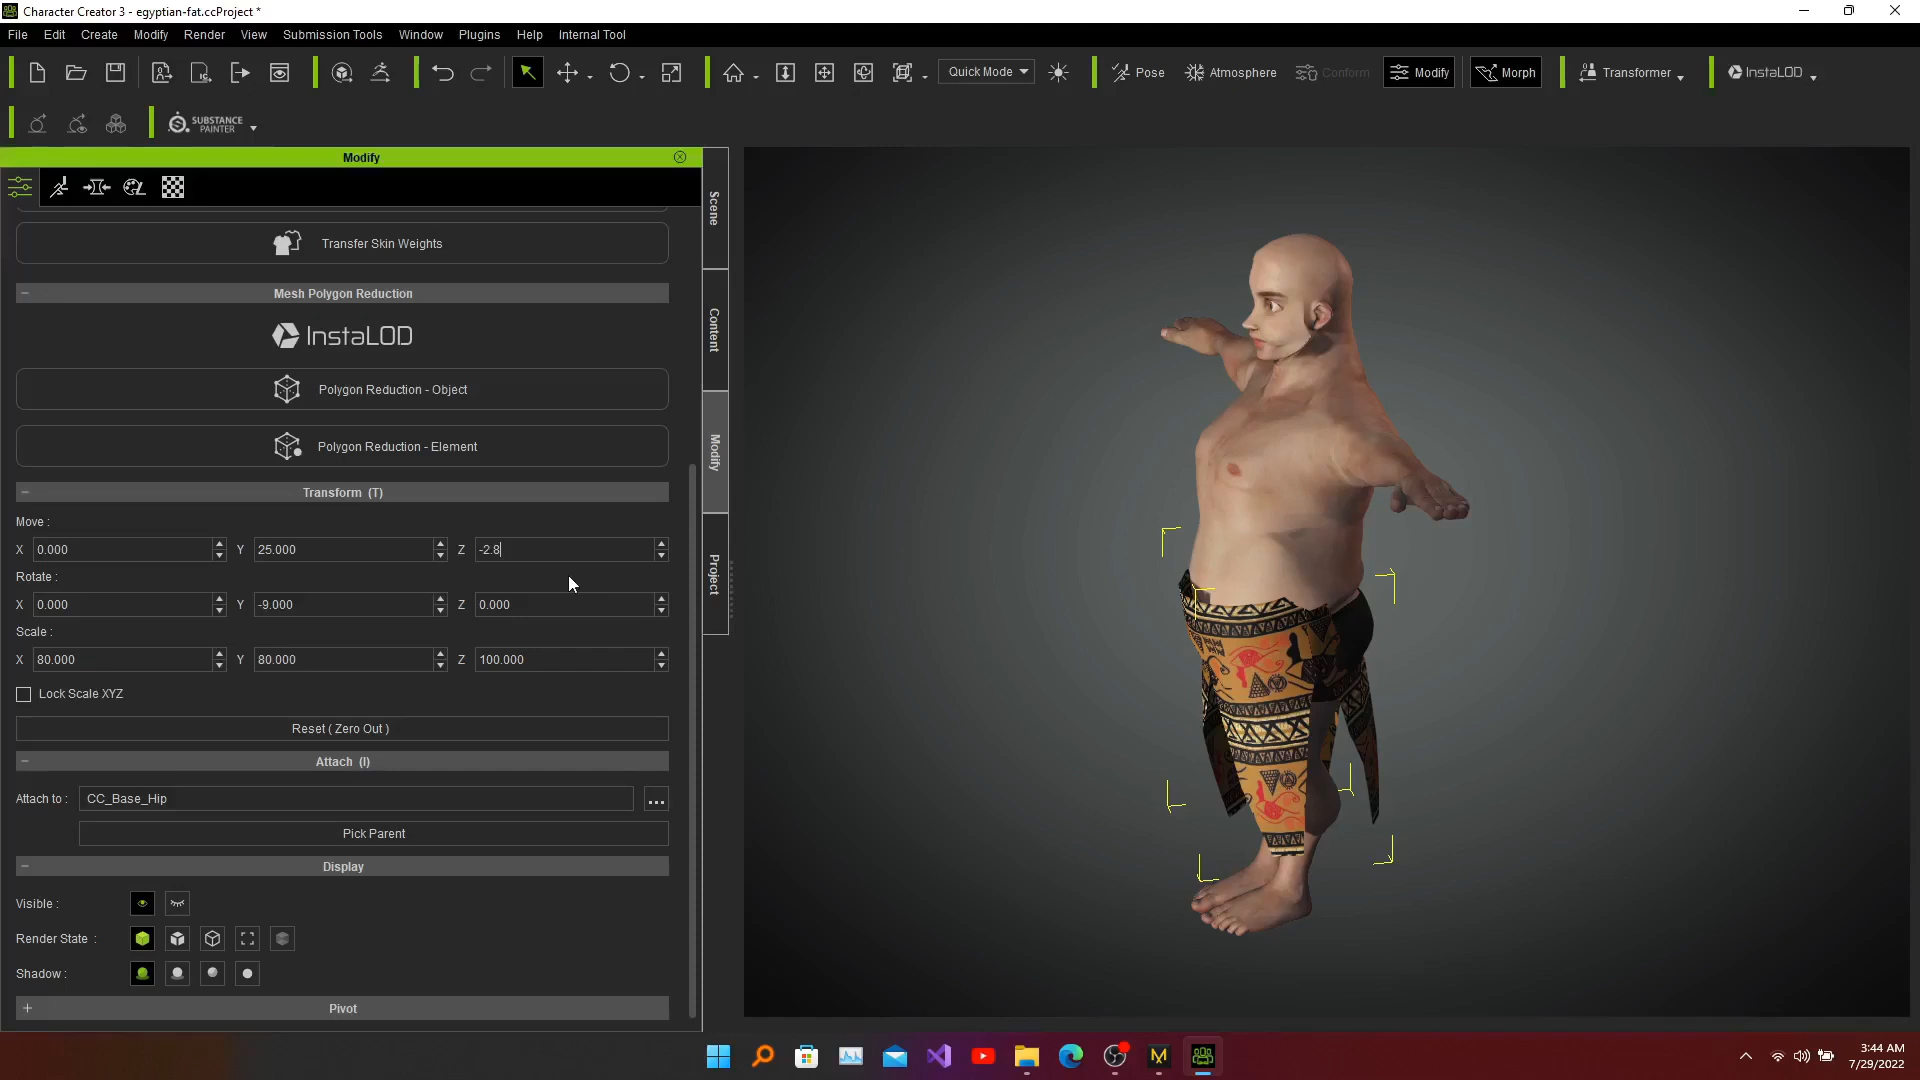 Character Creator 3 - egyptian-fat.ccProject *
File Edit Create Modify Render View Submission Tools Window Plugins Help Internal Tool
Quick Mode Pose Atmosphere Conform Modify Morph Transformer InstaLOD
SUBSTANCE PAINTER
Modify
Scene
Content
Modify
Project
Transfer Skin Weights
Mesh Polygon Reduction
InstaLOD
Polygon Reduction - Object
Polygon Reduction - Element
Transform (T)
Move :
X 0.000 Y 25.000 Z -2.8
Rotate :
X 0.000 Y -9.000 Z 0.000
Scale :
X 80.000 Y 80.000 Z 100.000
Lock Scale XYZ
Reset ( Zero Out )
Attach (I)
Attach to : CC_Base_Hip ...
Pick Parent
Display
Visible :
Render State :
Shadow :
Pivot
3:44 AM
7/29/2022